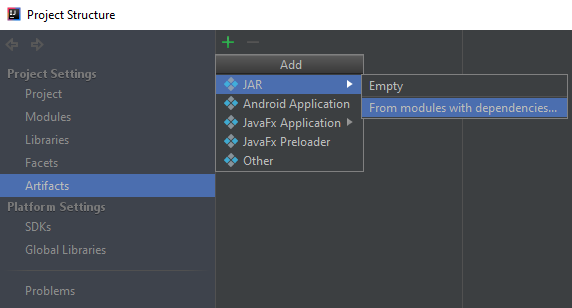 Project Structure
Project Settings
Project
Modules
Libraries
Facets
Artifacts
Platform Settings
SDKs
Global Libraries
Problems
Add
JAR
Android Application
JavaFx Application
JavaFx Preloader
Other
Empty
From modules with dependencies...